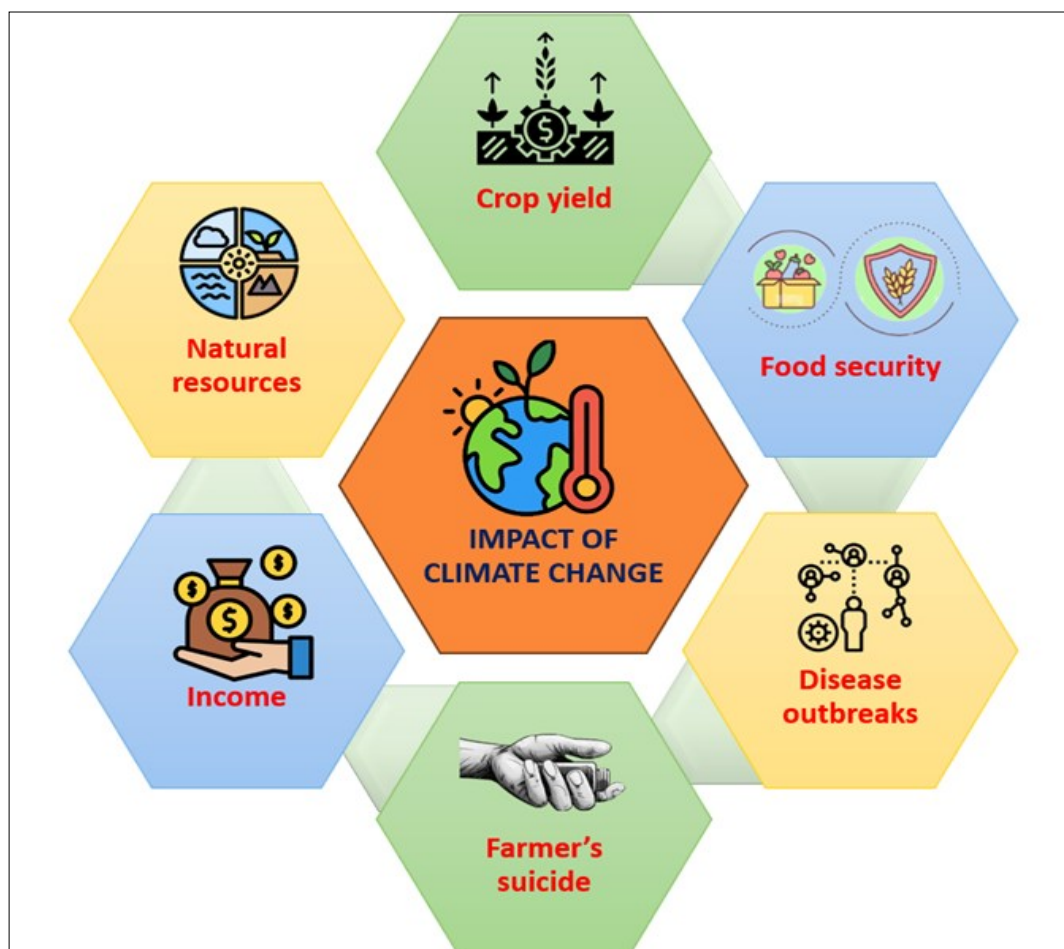 Crop yield
Food security
Disease
outbreaks
Farmer’s
suicide
Income
Natural
resources
IMPACT OF
CLIMATE CHANGE